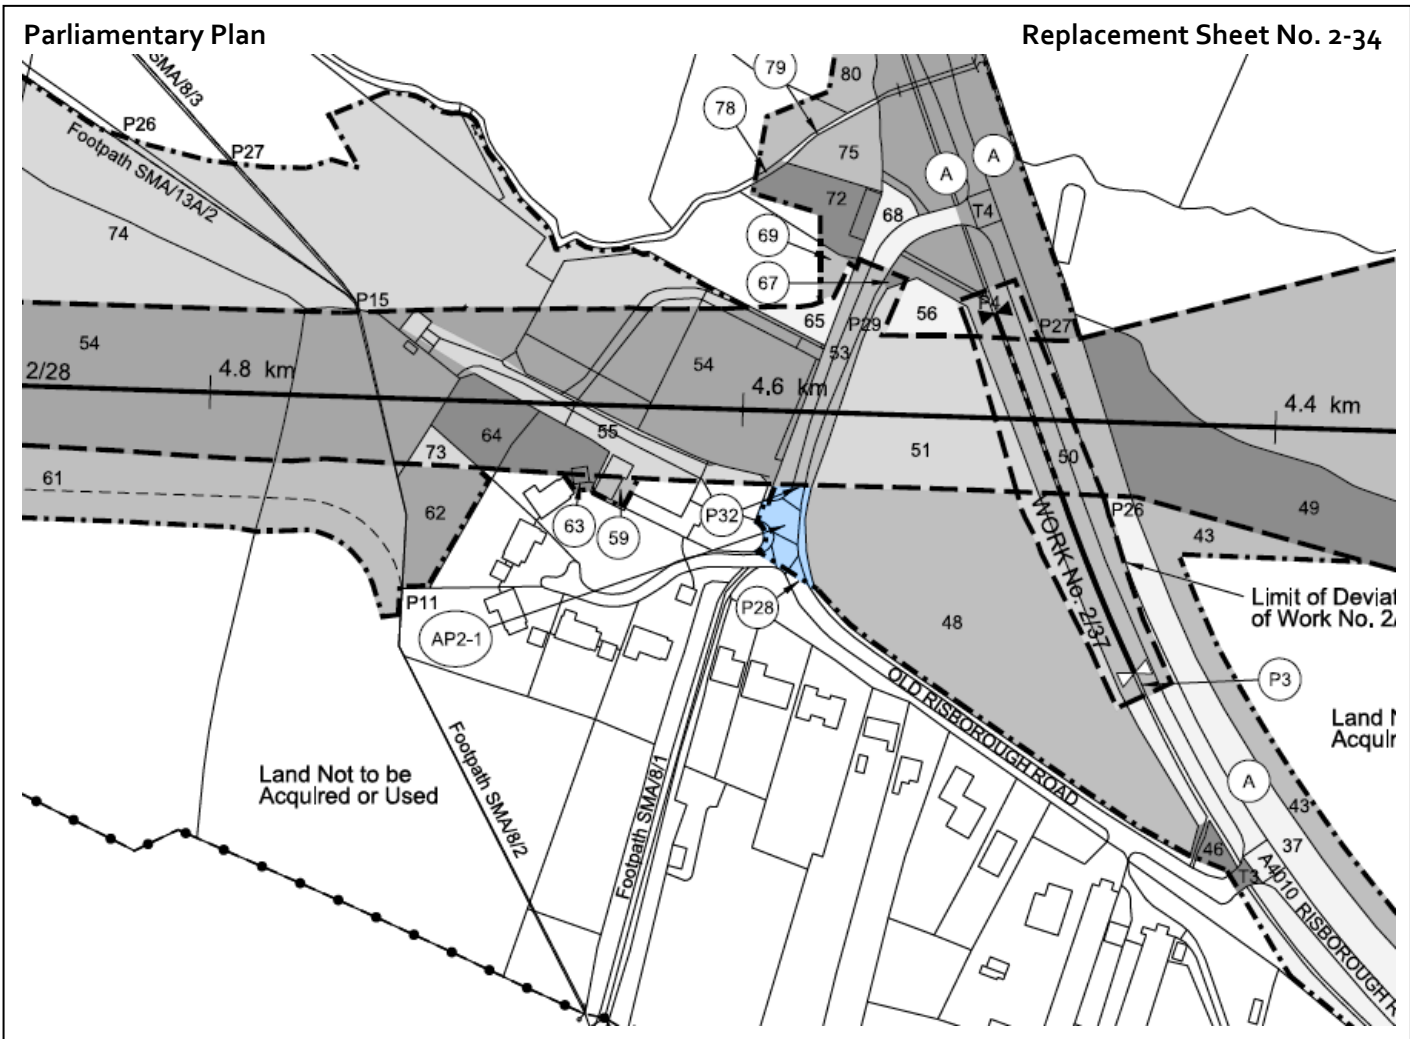 Parliamentary Plan
Replacement Sheet No. 2-34
SMA/8/3
79
80
78
P26
Footpath SMA/13A/2
P27
75
A
A
72
68
T4
74
69
67
P15
65
P29
56
P4
P27
54
53
2/28
4.8 km
54
4.6 km
4.4 km
64
55
73
51
50
61
62
63
59
P32
P26
49
43
WORK No. 2/37
P11
AP2-1
P28
48
Limit of Deviat
of Work No. 2/
P3
OLD RISBOROUGH ROAD
Land Not to be
Acquired or Used
Footpath SMA/8/2
Footpath SMA/8/1
A
43
37
46
T3
A4010 RISBOROUGH R